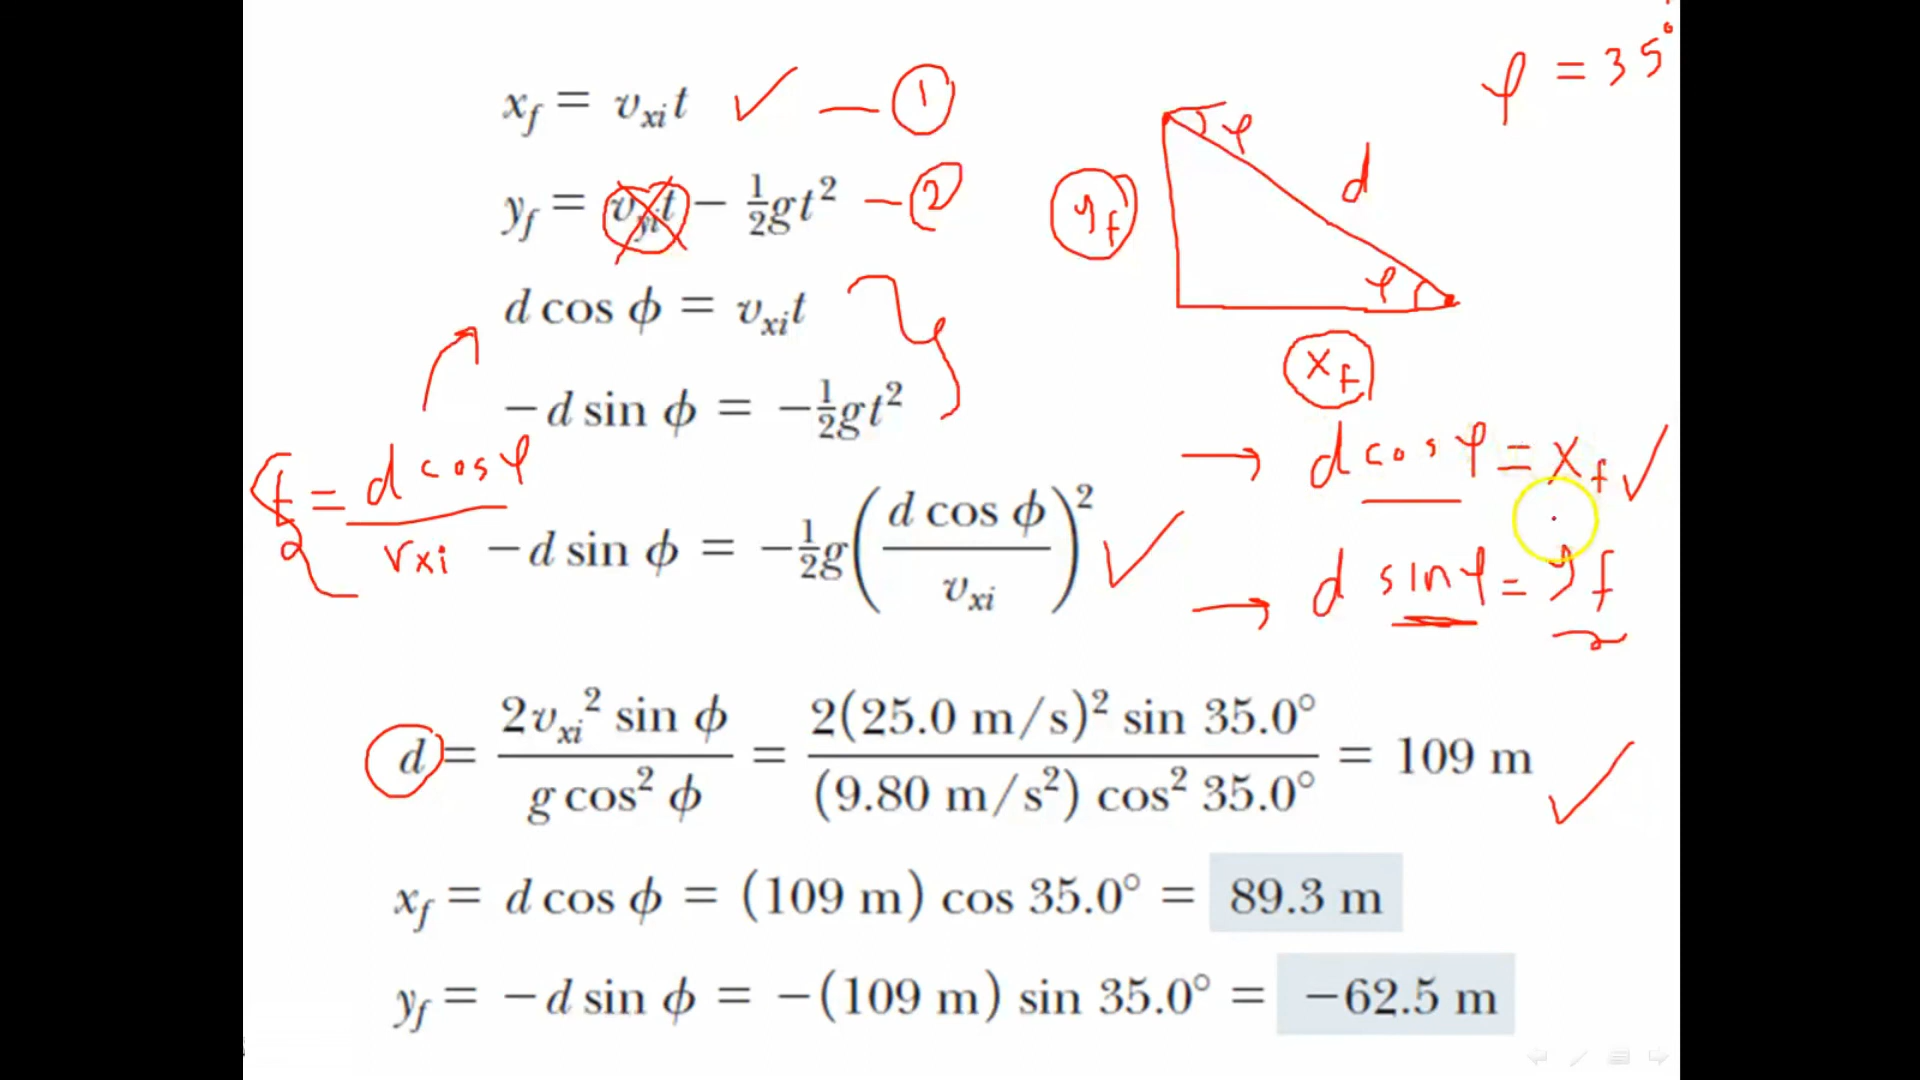 φ = 35°
x_f = v_xi t ✓ — ①
y_f = v_yi t − ½gt² — ②
φ
d
y_f
φ
x_f
d cos ϕ = v_xi t
−d sin ϕ = −½gt²
t = d cosφ / v_xi
→ d cosφ = x_f ✓
−d sin ϕ = −½g(d cos ϕ / v_xi)² ✓
→ d sinφ = y_f
d = 2v_xi² sin ϕ / g cos² ϕ = 2(25.0 m/s)² sin 35.0° / (9.80 m/s²) cos² 35.0° = 109 m ✓
x_f = d cos ϕ = (109 m) cos 35.0° = 89.3 m
y_f = −d sin ϕ = −(109 m) sin 35.0° = −62.5 m